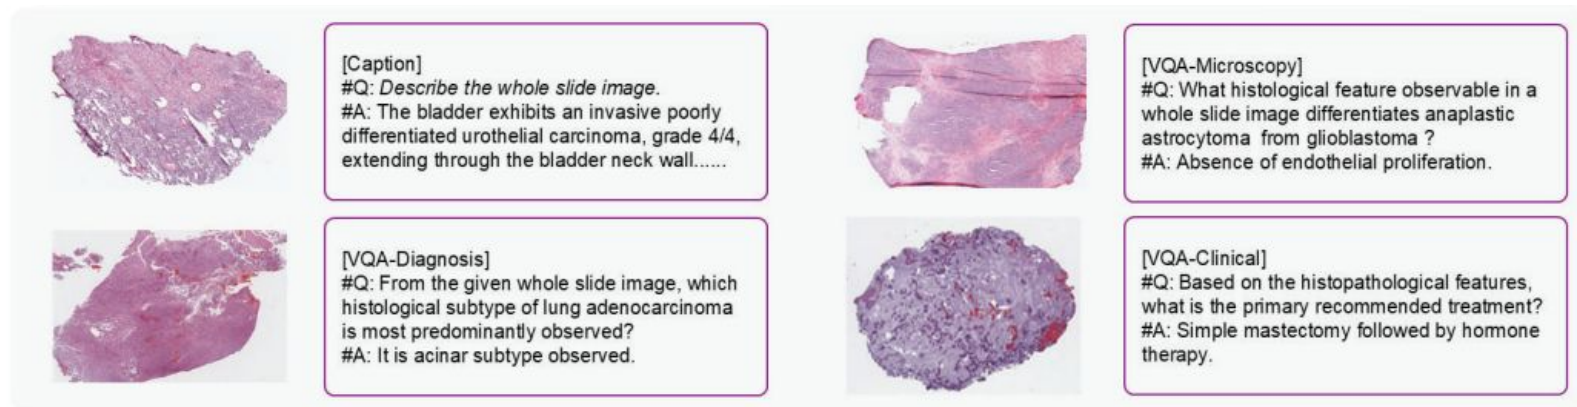 [Caption]
#Q: Describe the whole slide image.
#A: The bladder exhibits an invasive poorly
differentiated urothelial carcinoma, grade 4/4,
extending through the bladder neck wall......
[VQA-Microscopy]
#Q: What histological feature observable in a
whole slide image differentiates anaplastic
astrocytoma from glioblastoma ?
#A: Absence of endothelial proliferation.
[VQA-Diagnosis]
#Q: From the given whole slide image, which
histological subtype of lung adenocarcinoma
is most predominantly observed?
#A: It is acinar subtype observed.
[VQA-Clinical]
#Q: Based on the histopathological features,
what is the primary recommended treatment?
#A: Simple mastectomy followed by hormone
therapy.